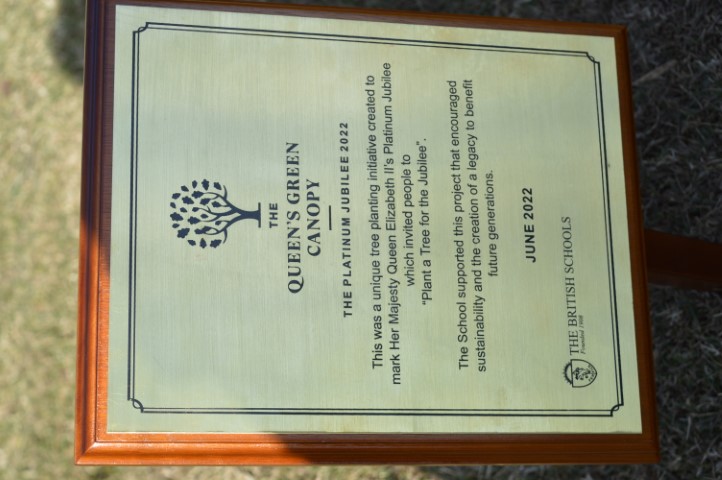 THE
QUEEN'S GREEN
CANOPY
THE PLATINUM JUBILEE 2022
This was a unique tree planting initiative created to
mark Her Majesty Queen Elizabeth II's Platinum Jubilee
which invited people to
"Plant a Tree for the Jubilee".
The School supported this project that encouraged
sustainability and the creation of a legacy to benefit
future generations.
JUNE 2022
THE BRITISH SCHOOLS
Founded 1908